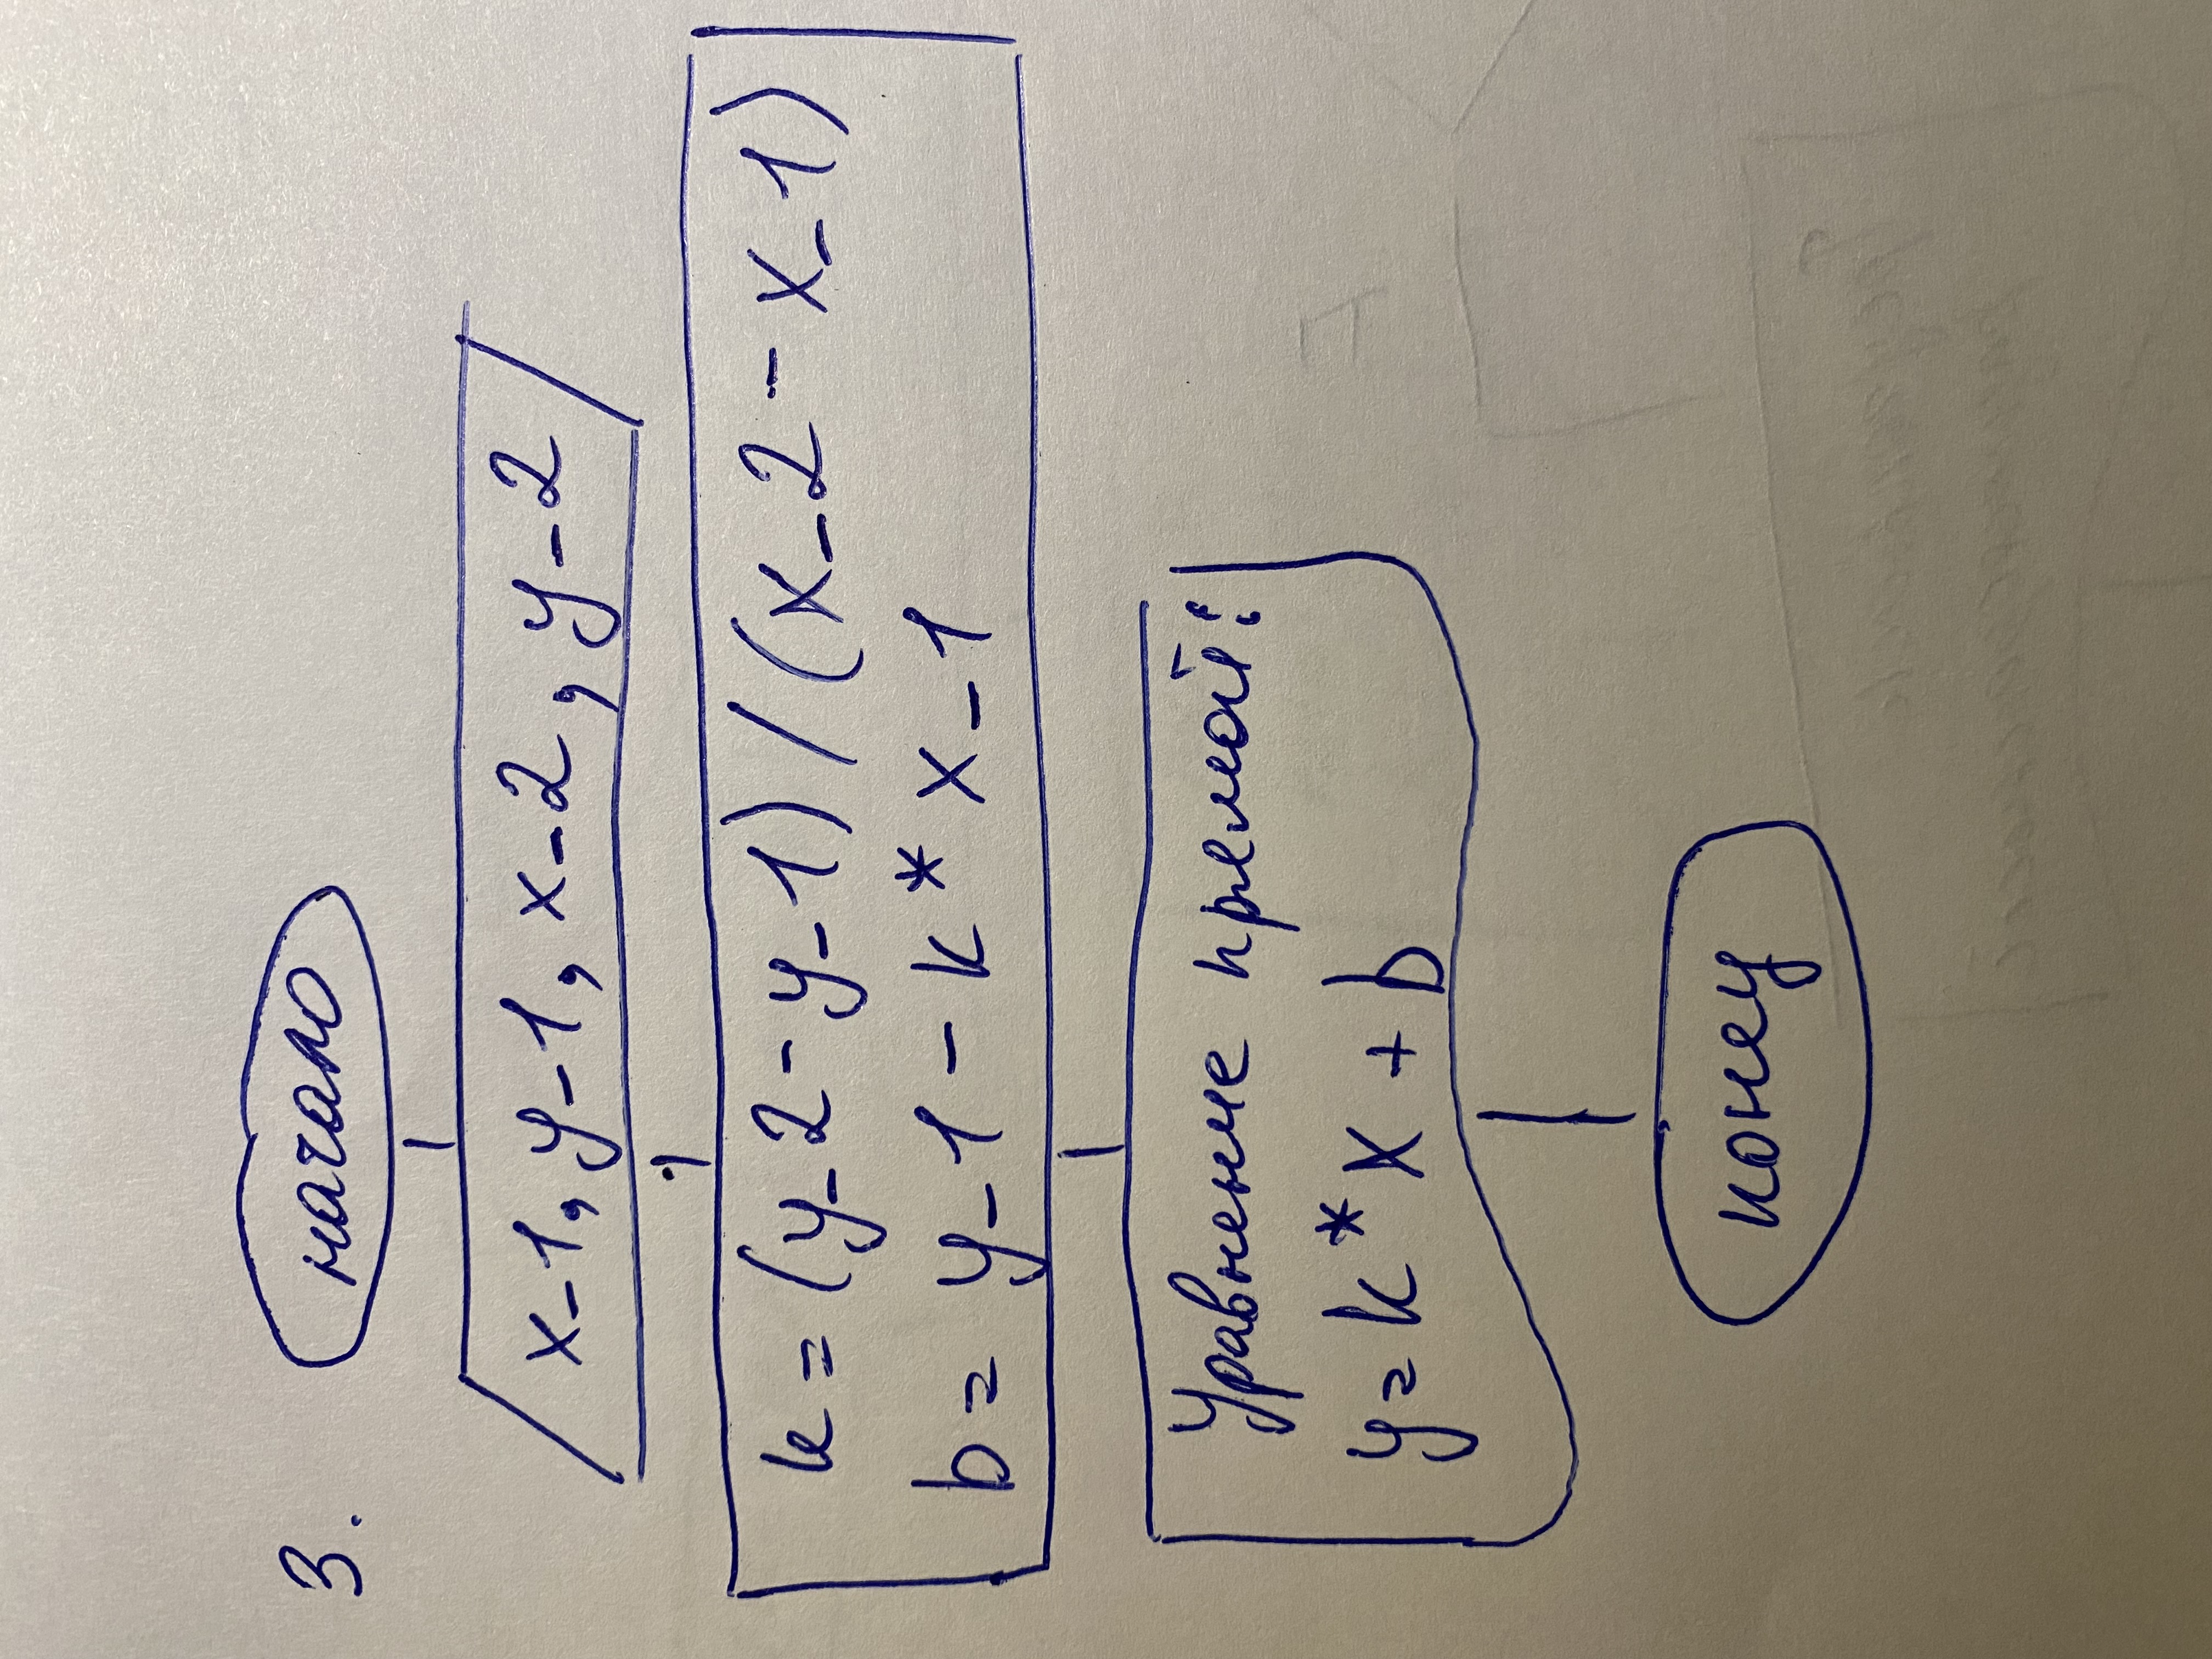 3. начало
x_1, y_1, x_2, y_2
k = (y_2 - y_1) / (x_2 - x_1)
b = y_1 - k * x_1
Уравнение прямой:
y = k * x + b
конец